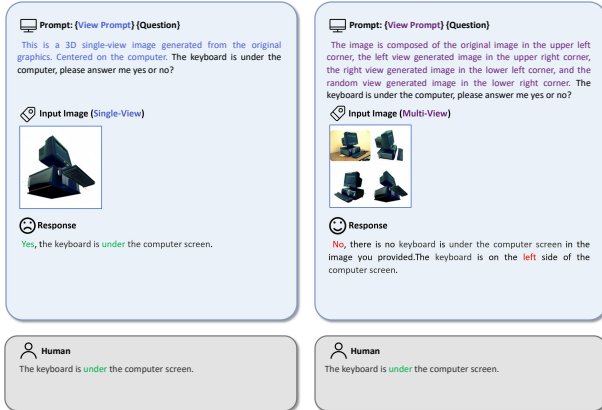 Prompt: {View Prompt} {Question}
This is a 3D single-view image generated from the original
graphics. Centered on the computer. The keyboard is under the
computer, please answer me yes or no?
Input Image (Single-View)
Response
Yes, the keyboard is under the computer screen.
Human
The keyboard is under the computer screen.
Prompt: {View Prompt} {Question}
The image is composed of the original image in the upper left
corner, the left view generated image in the upper right corner,
the right view generated image in the lower left corner, and the
random view generated image in the lower right corner. The
keyboard is under the computer, please answer me yes or no?
Input Image (Multi-View)
Response
No, there is no keyboard is under the computer screen in the
image you provided.The keyboard is on the left side of the
computer screen.
Human
The keyboard is under the computer screen.